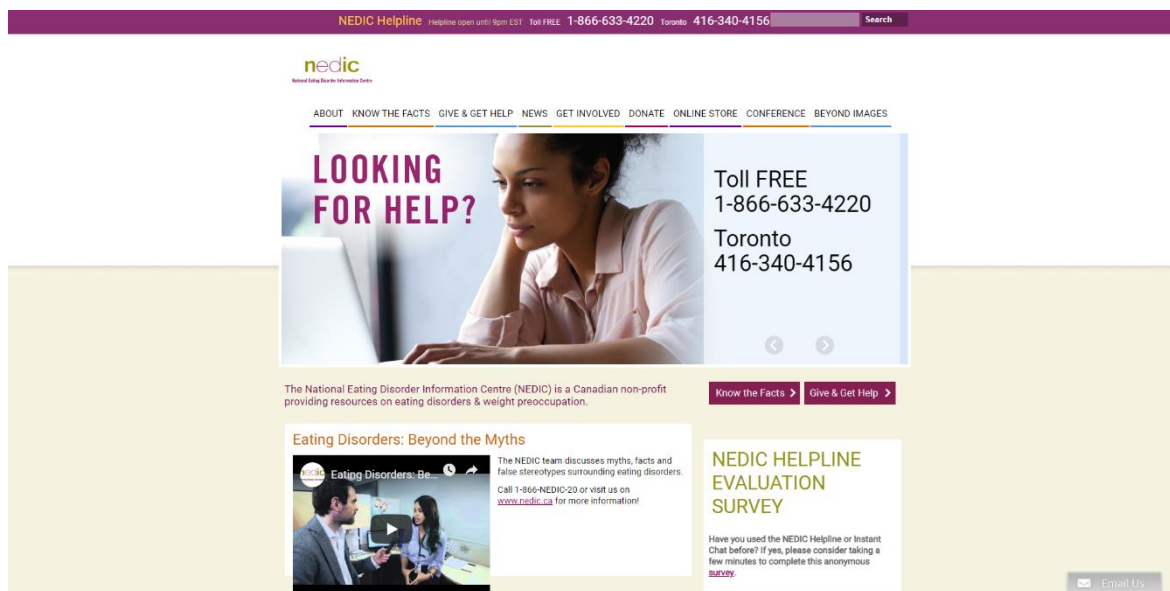 NEDIC Helpline Helpline open until 9pm EST Toll FREE 1-866-633-4220 Toronto 416-340-4156 Search
nedic
National Eating Disorder Information Centre
ABOUT KNOW THE FACTS GIVE & GET HELP NEWS GET INVOLVED DONATE ONLINE STORE CONFERENCE BEYOND IMAGES
LOOKING
FOR HELP?
Toll FREE
1-866-633-4220
Toronto
416-340-4156
The National Eating Disorder Information Centre (NEDIC) is a Canadian non-profit
providing resources on eating disorders & weight preoccupation.
Know the Facts
Give & Get Help
Eating Disorders: Beyond the Myths
nedic
Eating Disorders: Be...
The NEDIC team discusses myths, facts and
false stereotypes surrounding eating disorders.
Call 1-866-NEDIC-20 or visit us on
www.nedic.ca for more information!
NEDIC HELPLINE
EVALUATION
SURVEY
Have you used the NEDIC Helpline or Instant
Chat before? If yes, please consider taking a
few minutes to complete this anonymous
survey.
Email Us